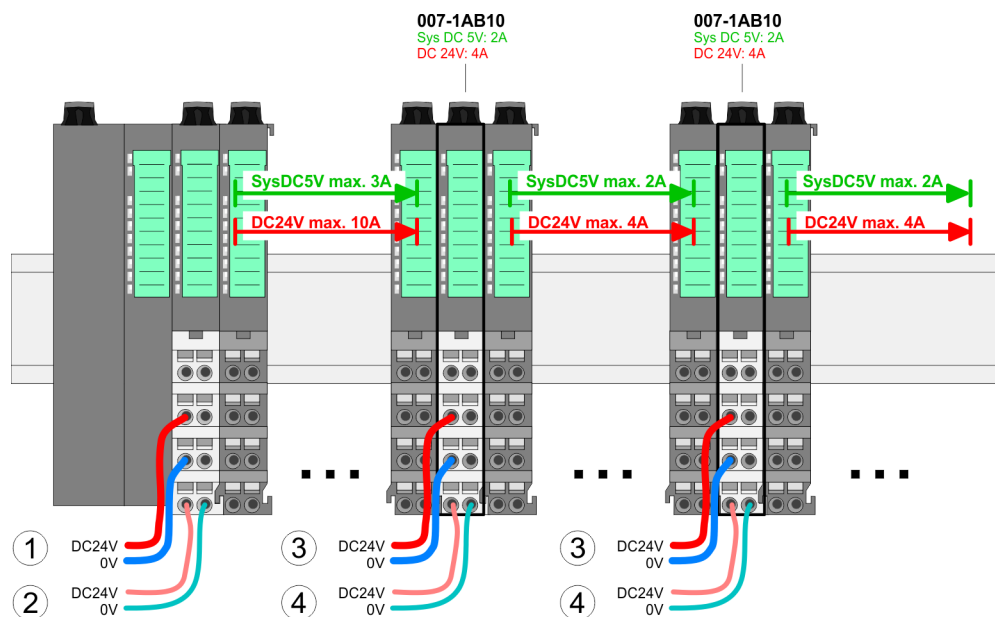 007-1AB10
Sys DC 5V: 2A
DC 24V: 4A
007-1AB10
Sys DC 5V: 2A
DC 24V: 4A
SysDC5V max. 3A
SysDC5V max. 2A
SysDC5V max. 2A
DC24V max. 10A
DC24V max. 4A
DC24V max. 4A
1
DC24V
0V
3
DC24V
0V
3
DC24V
0V
2
DC24V
0V
4
DC24V
0V
4
DC24V
0V